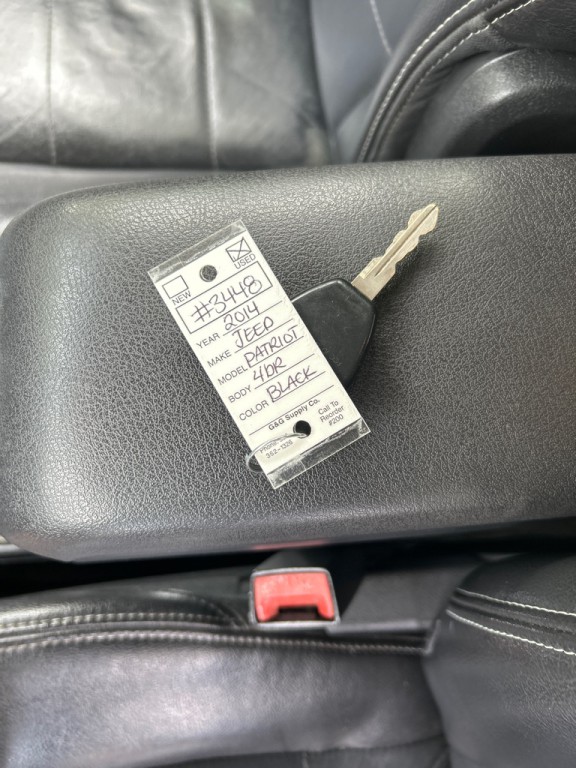 NEW
USED
#3448
YEAR 2014
MAKE JEEP
MODEL PATRIOT
BODY 4DR
COLOR BLACK
G&G Supply Co.
Call To
Reorder
#200